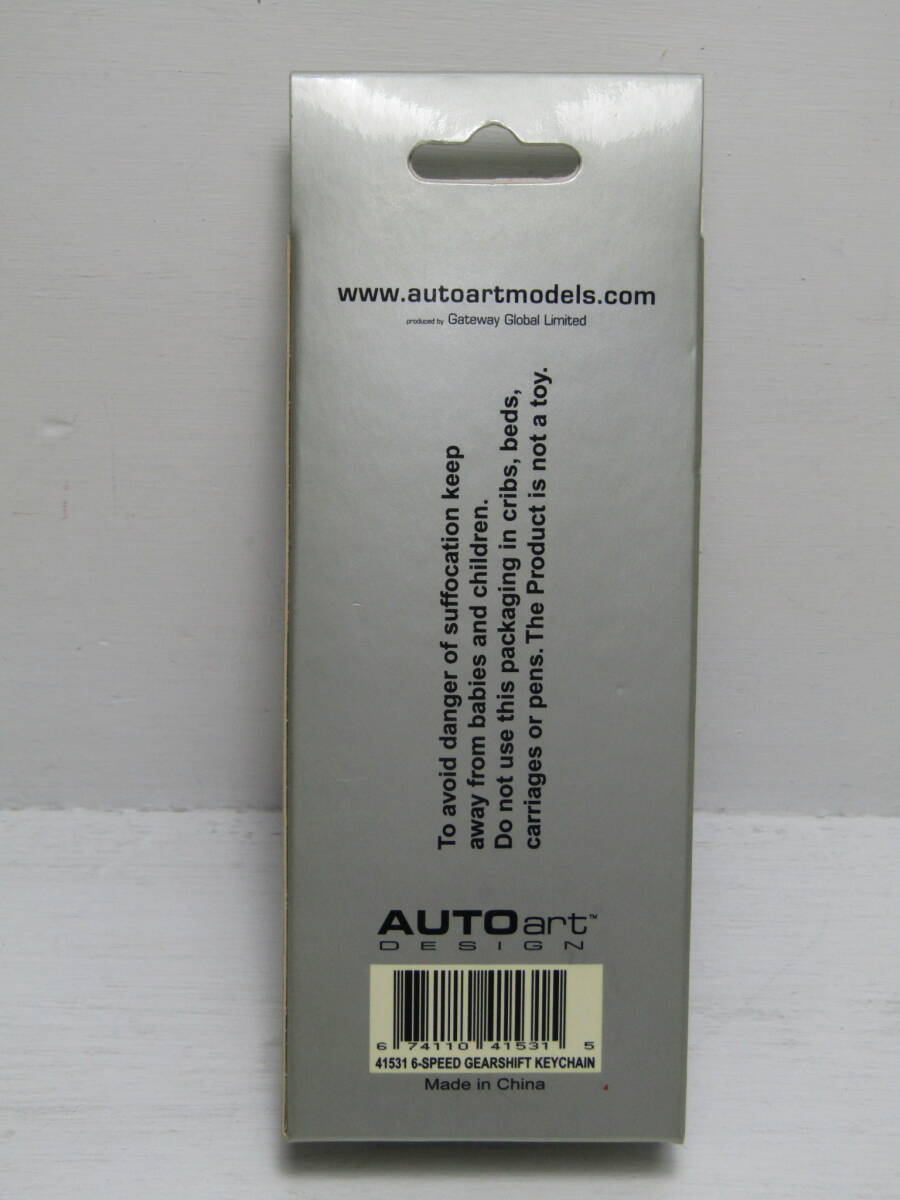 www.autoartmodels.com
produced by Gateway Global Limited
To avoid danger of suffocation keep
away from babies and children.
Do not use this packaging in cribs, beds,
carriages or pens. The Product is not a toy.
AUTOart™
DESIGN
6 74110 41531 5
41531 6-SPEED GEARSHIFT KEYCHAIN
Made in China